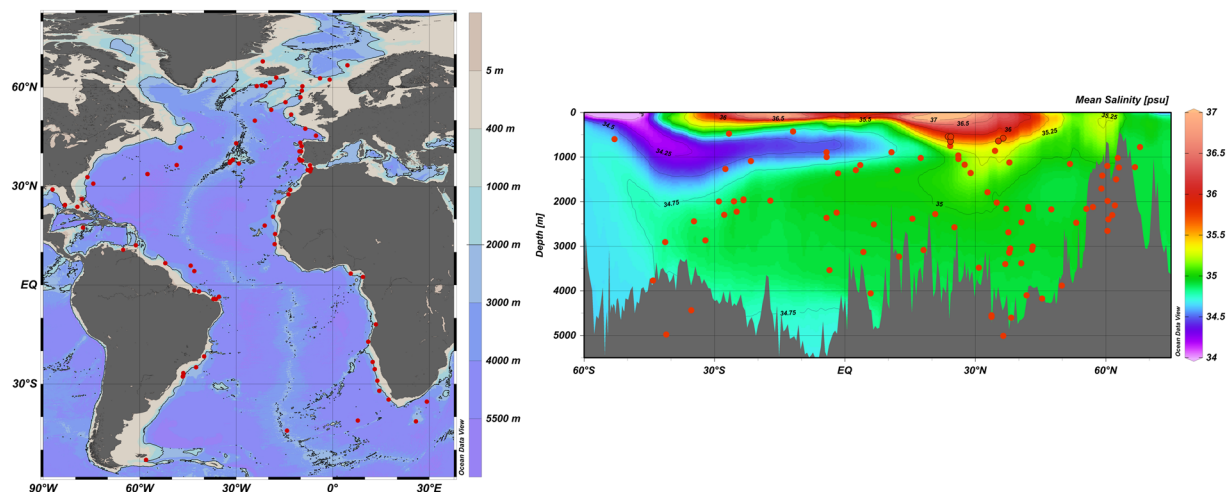 60°N
30°N
EQ
30°S
90°W
60°W
30°W
0°
30°E
5 m
400 m
1000 m
2000 m
3000 m
4000 m
5500 m
Ocean Data View
Mean Salinity [psu]
Depth [m]
0
1000
2000
3000
4000
5000
60°S
30°S
EQ
30°N
60°N
34.5
36
36.5
35.5
37
36.5
36
35.25
35.25
34.25
34.75
35
34.75
37
36.5
36
35.5
35
34.5
34
Ocean Data View